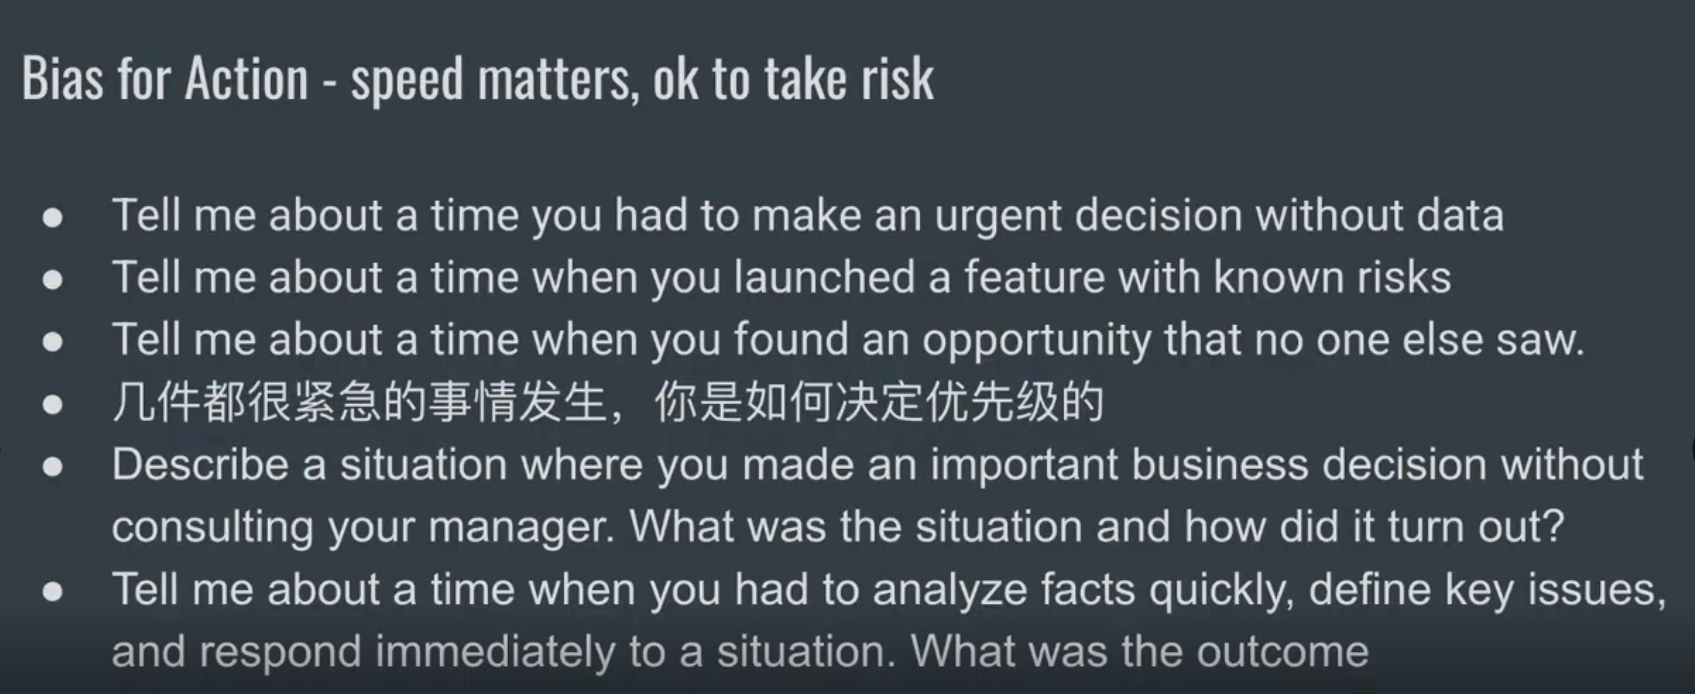 Bias for Action - speed matters, ok to take risk
● Tell me about a time you had to make an urgent decision without data
● Tell me about a time when you launched a feature with known risks
● Tell me about a time when you found an opportunity that no one else saw.
● 几件都很紧急的事情发生，你是如何决定优先级的
● Describe a situation where you made an important business decision without
consulting your manager. What was the situation and how did it turn out?
● Tell me about a time when you had to analyze facts quickly, define key issues,
and respond immediately to a situation. What was the outcome